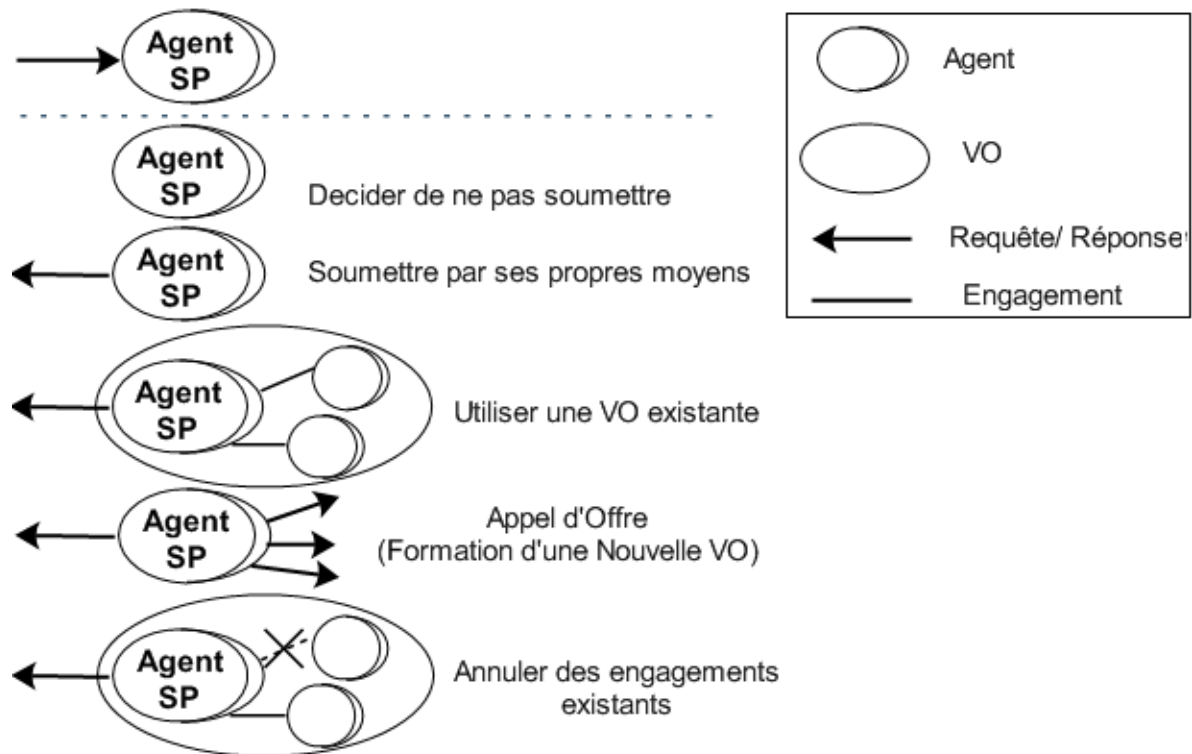 Agent
SP
Agent
SP
Decider de ne pas soumettre
Agent
SP
Soumettre par ses propres moyens
Agent
SP
Utiliser une VO existante
Agent
SP
Appel d'Offre
(Formation d'une Nouvelle VO)
Agent
SP
Annuler des engagements
existants
Agent
VO
Requête/ Réponse
Engagement